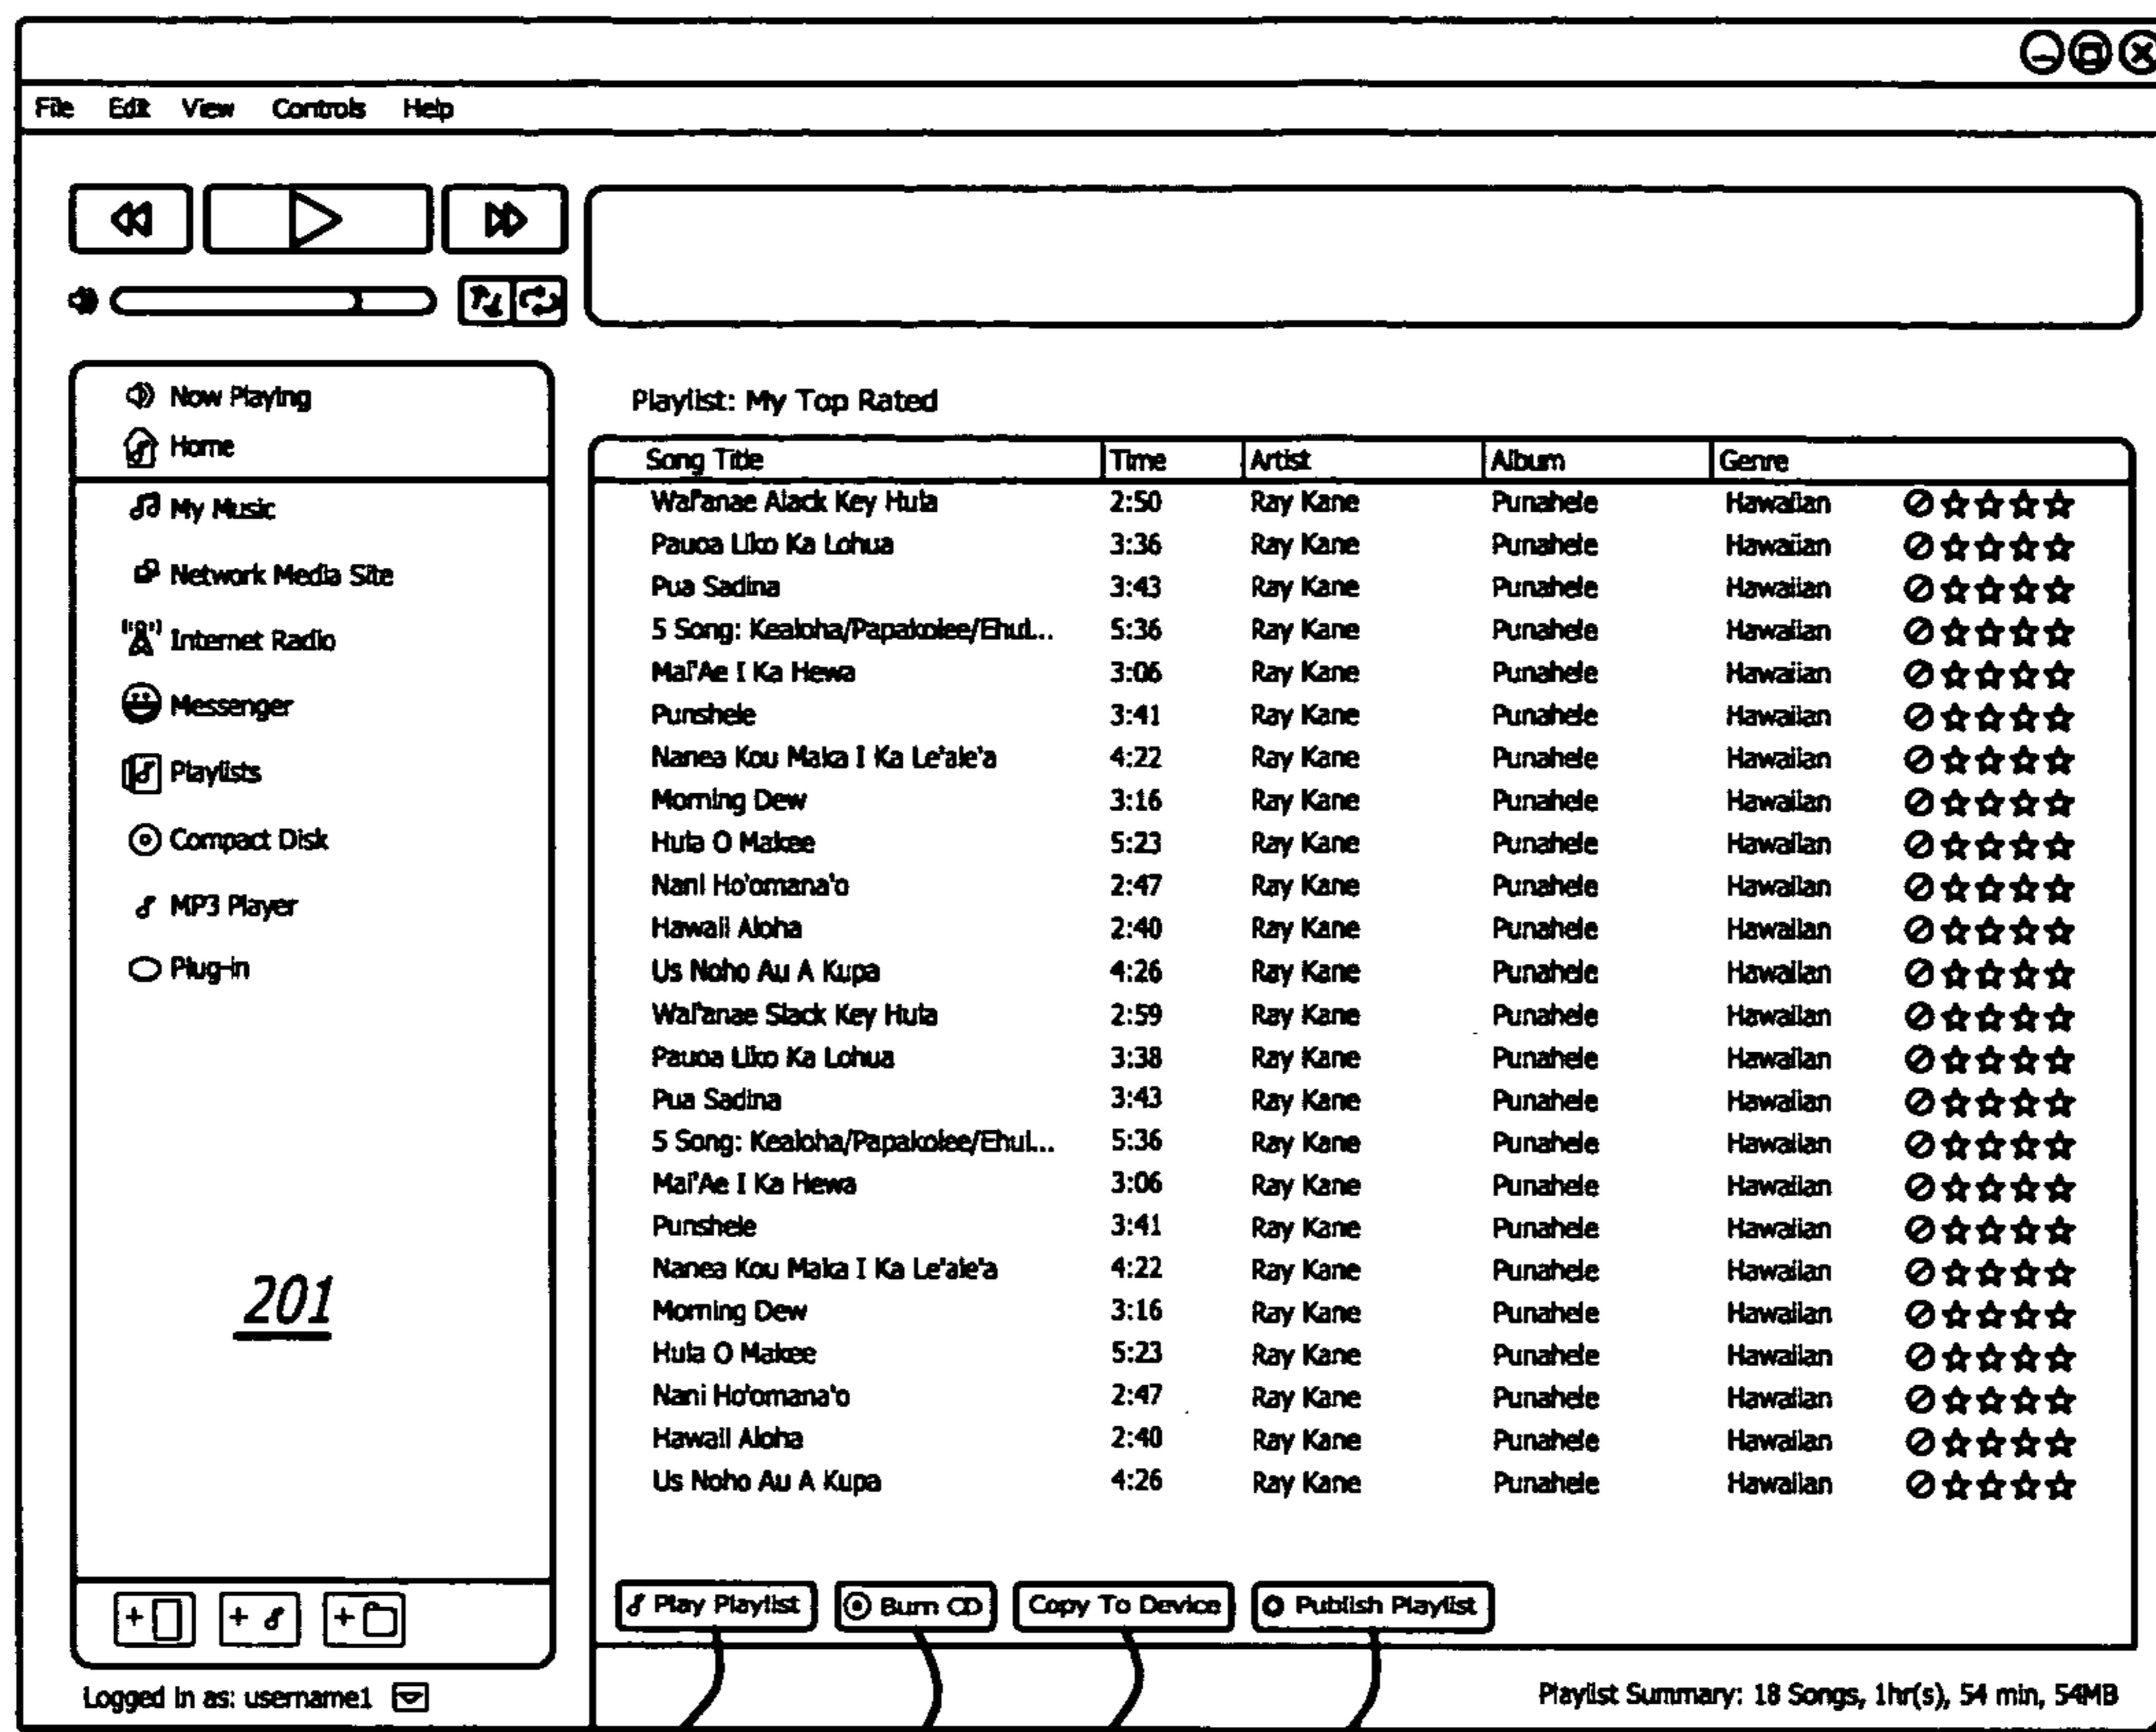 File Edit View Controls Help
Now Playing
Home
My Music
Network Media Site
Internet Radio
Messenger
Playlists
Compact Disk
MP3 Player
Plug-in
201
Logged in as: username1
Playlist: My Top Rated
Song Title Time Artist Album Genre
Wai'anae Alack Key Hula 2:50 Ray Kane Punahele Hawaiian
Pauoa Liko Ka Lohua 3:36 Ray Kane Punahele Hawaiian
Pua Sadina 3:43 Ray Kane Punahele Hawaiian
5 Song: Kealoha/Papakolee/Ehui... 5:36 Ray Kane Punahele Hawaiian
Mai'Ae I Ka Hewa 3:06 Ray Kane Punahele Hawaiian
Punshele 3:41 Ray Kane Punahele Hawaiian
Nanea Kou Maka I Ka Le'ale'a 4:22 Ray Kane Punahele Hawaiian
Morning Dew 3:16 Ray Kane Punahele Hawaiian
Hula O Makee 5:23 Ray Kane Punahele Hawaiian
Nani Ho'omana'o 2:47 Ray Kane Punahele Hawaiian
Hawaii Aloha 2:40 Ray Kane Punahele Hawaiian
Us Noho Au A Kupa 4:26 Ray Kane Punahele Hawaiian
Wai'anae Slack Key Hula 2:59 Ray Kane Punahele Hawaiian
Pauoa Liko Ka Lohua 3:38 Ray Kane Punahele Hawaiian
Pua Sadina 3:43 Ray Kane Punahele Hawaiian
5 Song: Kealoha/Papakolee/Ehui... 5:36 Ray Kane Punahele Hawaiian
Mai'Ae I Ka Hewa 3:06 Ray Kane Punahele Hawaiian
Punshele 3:41 Ray Kane Punahele Hawaiian
Nanea Kou Maka I Ka Le'ale'a 4:22 Ray Kane Punahele Hawaiian
Morning Dew 3:16 Ray Kane Punahele Hawaiian
Hula O Makee 5:23 Ray Kane Punahele Hawaiian
Nani Ho'omana'o 2:47 Ray Kane Punahele Hawaiian
Hawaii Aloha 2:40 Ray Kane Punahele Hawaiian
Us Noho Au A Kupa 4:26 Ray Kane Punahele Hawaiian
Play Playlist Burn CD Copy To Device Publish Playlist
Playlist Summary: 18 Songs, 1hr(s), 54 min, 54MB